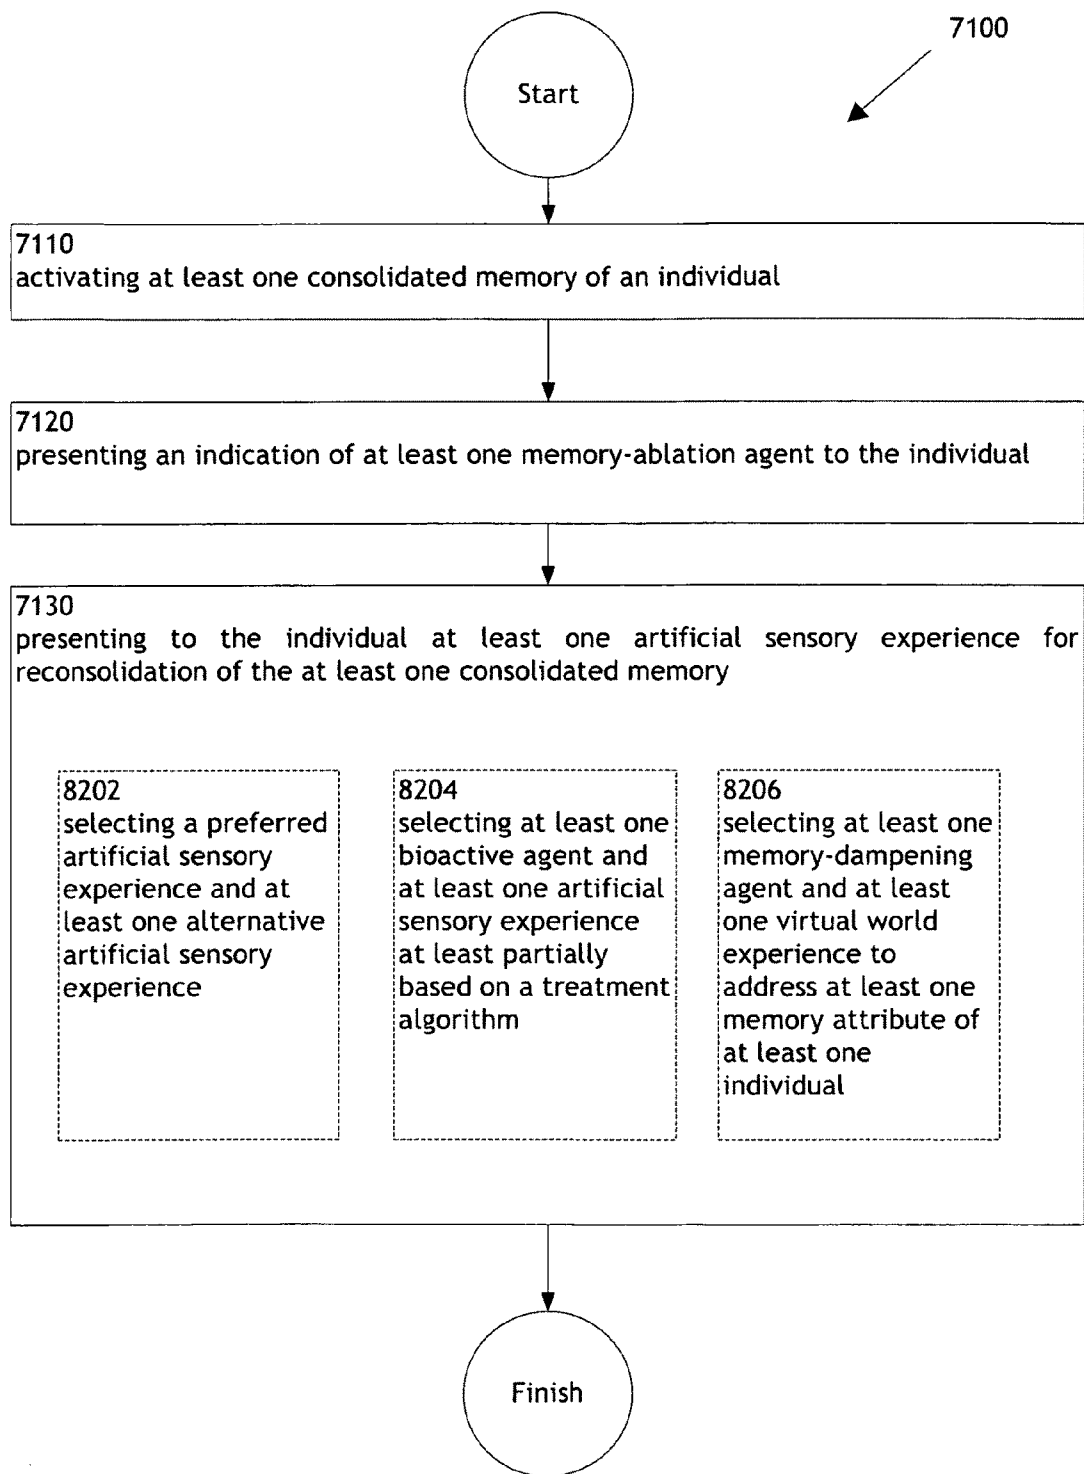 7100
Start
7110
activating at least one consolidated memory of an individual
7120
presenting an indication of at least one memory-ablation agent to the individual
7130
presenting to the individual at least one artificial sensory experience for
reconsolidation of the at least one consolidated memory
8202
selecting a preferred
artificial sensory
experience and at
least one alternative
artificial sensory
experience
8204
selecting at least one
bioactive agent and
at least one artificial
sensory experience
at least partially
based on a treatment
algorithm
8206
selecting at least one
memory-dampening
agent and at least
one virtual world
experience to
address at least one
memory attribute of
at least one
individual
Finish